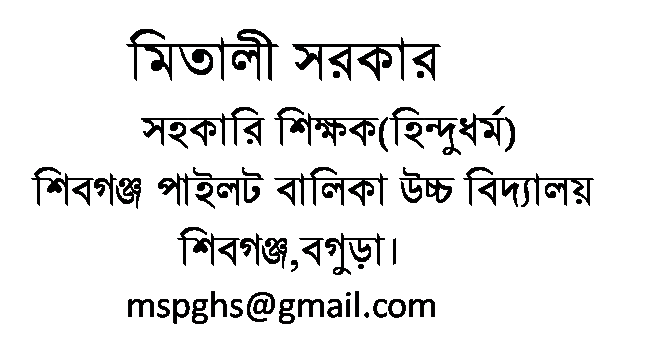 মিতালী সরকার
সহকারি শিক্ষক(হিন্দুধর্ম)
শিবগঞ্জ পাইলট বালিকা উচ্চ বিদ্যালয়
শিবগঞ্জ,বগুড়া।
mspghs@gmail.com